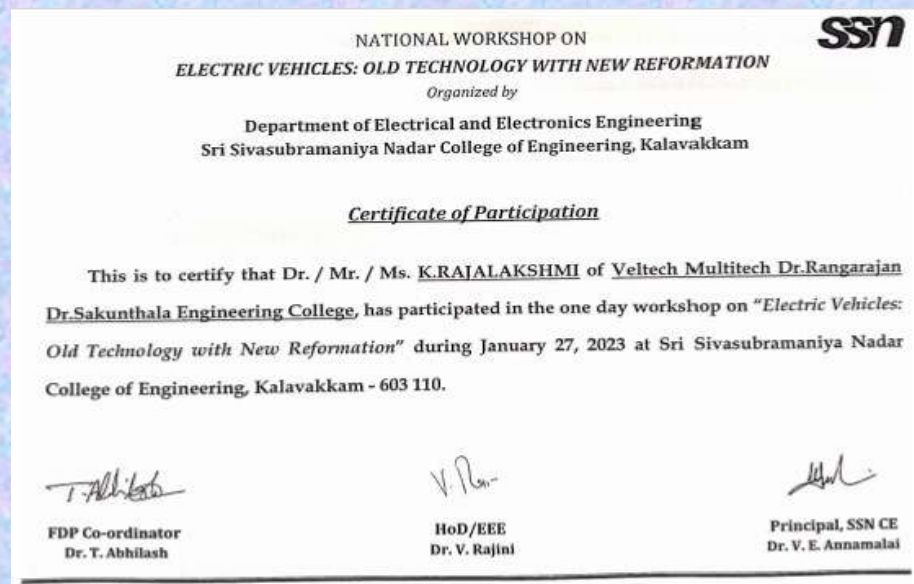 ssn
NATIONAL WORKSHOP ON
ELECTRIC VEHICLES: OLD TECHNOLOGY WITH NEW REFORMATION
Organized by
Department of Electrical and Electronics Engineering
Sri Sivasubramaniya Nadar College of Engineering, Kalavakkam
Certificate of Participation
This is to certify that Dr. / Mr. / Ms. K.RAJALAKSHMI of Veltech Multitech Dr.Rangarajan
Dr.Sakunthala Engineering College, has participated in the one day workshop on "Electric Vehicles:
Old Technology with New Reformation" during January 27, 2023 at Sri Sivasubramaniya Nadar
College of Engineering, Kalavakkam - 603 110.
T. Abhilash
V. Raj
FDP Co-ordinator
Dr. T. Abhilash
HoD/EEE
Dr. V. Rajini
Principal, SSN CE
Dr. V. E. Annamalai